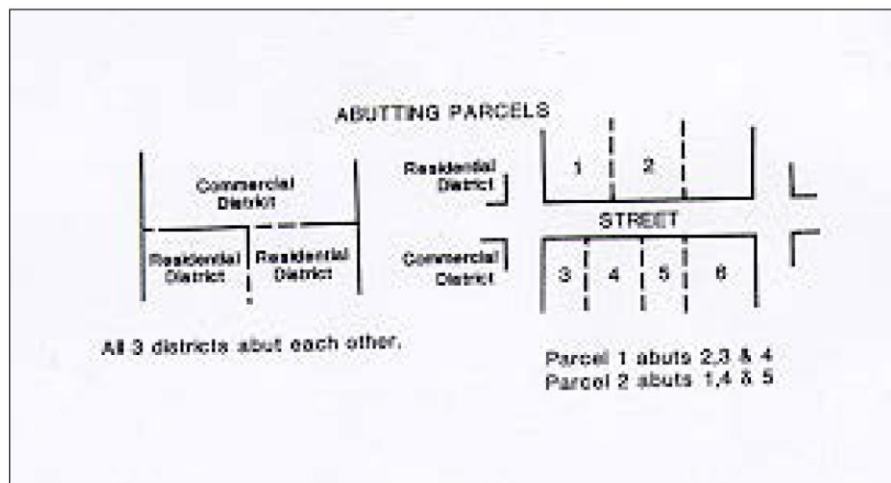 ABUTTING PARCELS
Commercial
District
Residential
District
Residential
District
All 3 districts abut each other.
Residential
District
1
2
STREET
Commercial
District
3
4
5
6
Parcel 1 abuts 2,3 & 4
Parcel 2 abuts 1,4 & 5